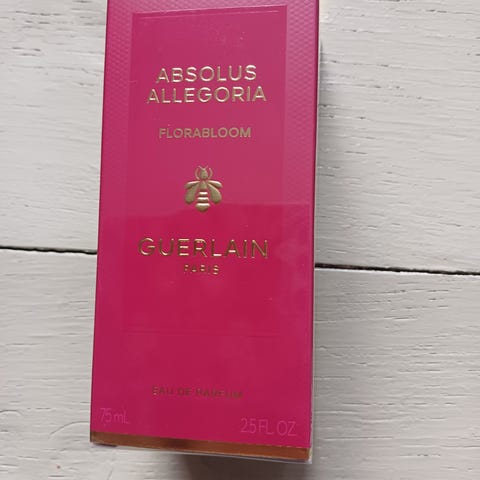 ABSOLUS
ALLEGORIA
FLORABLOOM
GUERLAIN
PARIS
EAU DE PARFUM
75 mL 2.5 FL. OZ